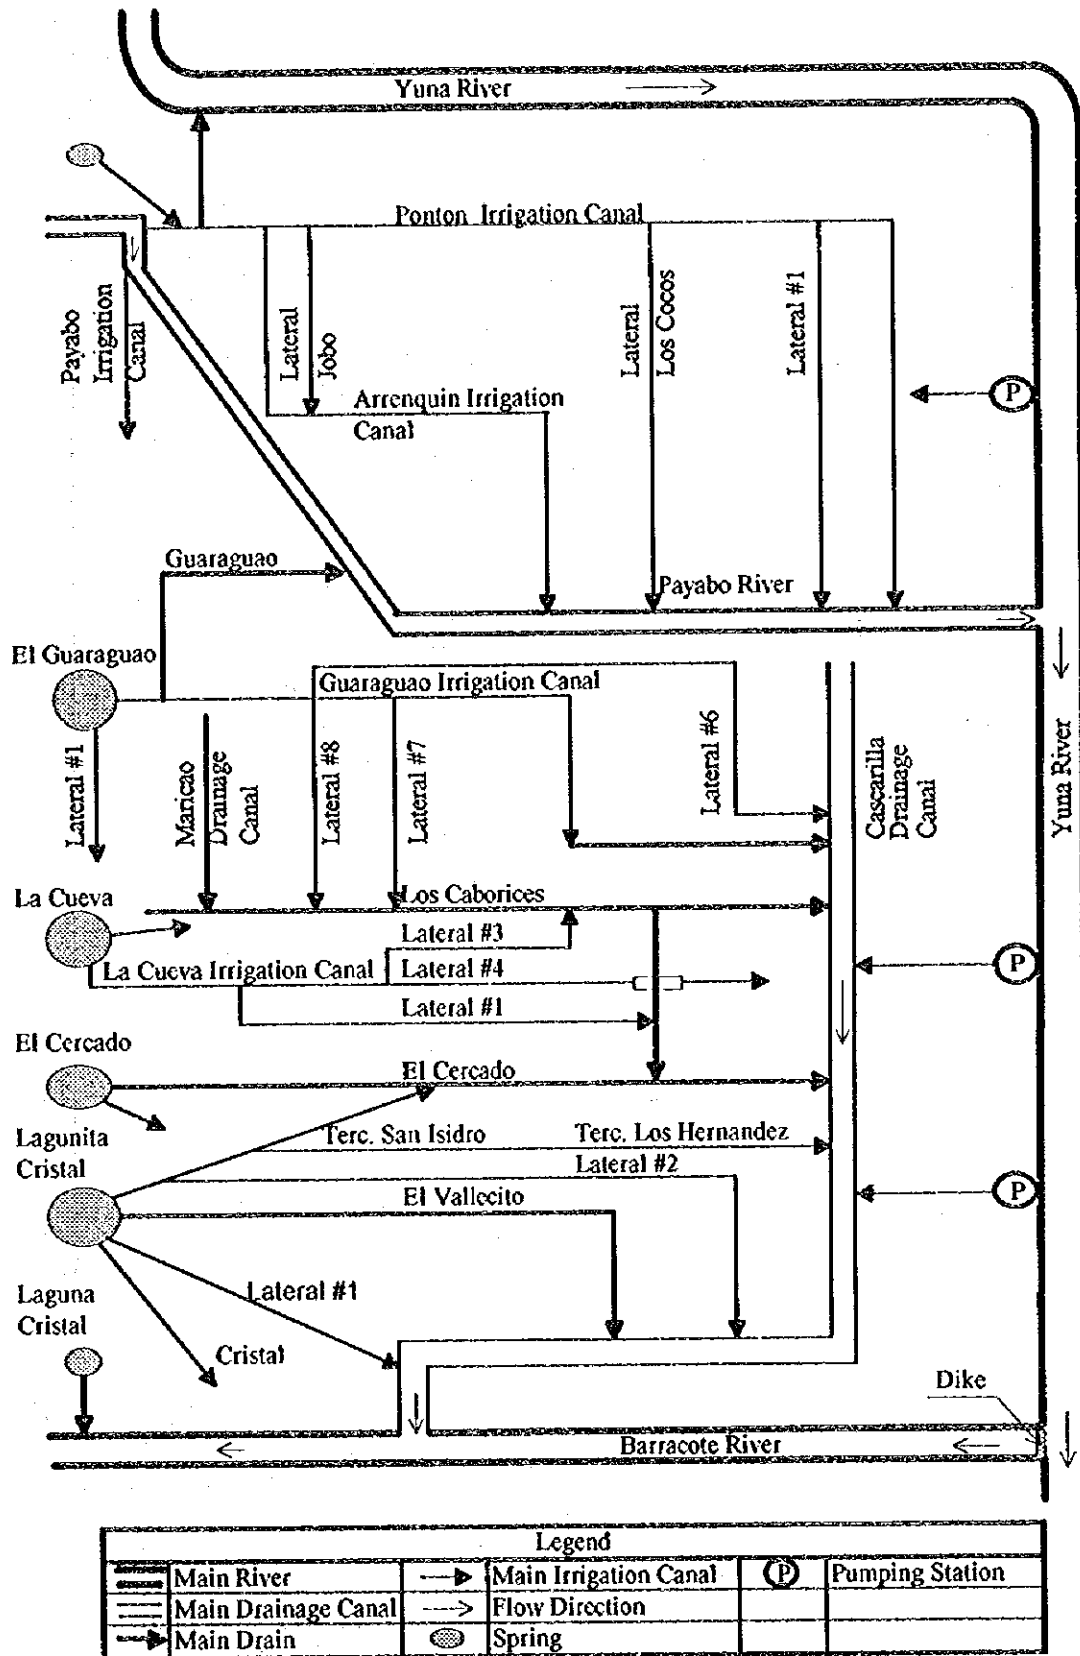 Yuna River
Ponton Irrigation Canal
Payabo
Irrigation
Canal
Lateral
Jobo
Lateral
Los Cocos
Lateral #1
P
Arrenquin Irrigation
Canal
Guaraguao
Payabo River
El Guaraguao
Guaraguao Irrigation Canal
Lateral #1
Maricao
Drainage
Canal
Lateral #8
Lateral #7
Lateral #6
Cascarilla
Drainage
Canal
Yuna River
La Cueva
Los Caborices
Lateral #3
La Cueva Irrigation Canal
Lateral #4
P
Lateral #1
El Cercado
El Cercado
Lagunita
Cristal
Terc. San Isidro
Terc. Los Hernandez
Lateral #2
El Vallecito
P
Laguna
Cristal
Lateral #1
Cristal
Dike
Barracote River
Legend
Main River
Main Irrigation Canal
P
Pumping Station
Main Drainage Canal
Flow Direction
Main Drain
Spring